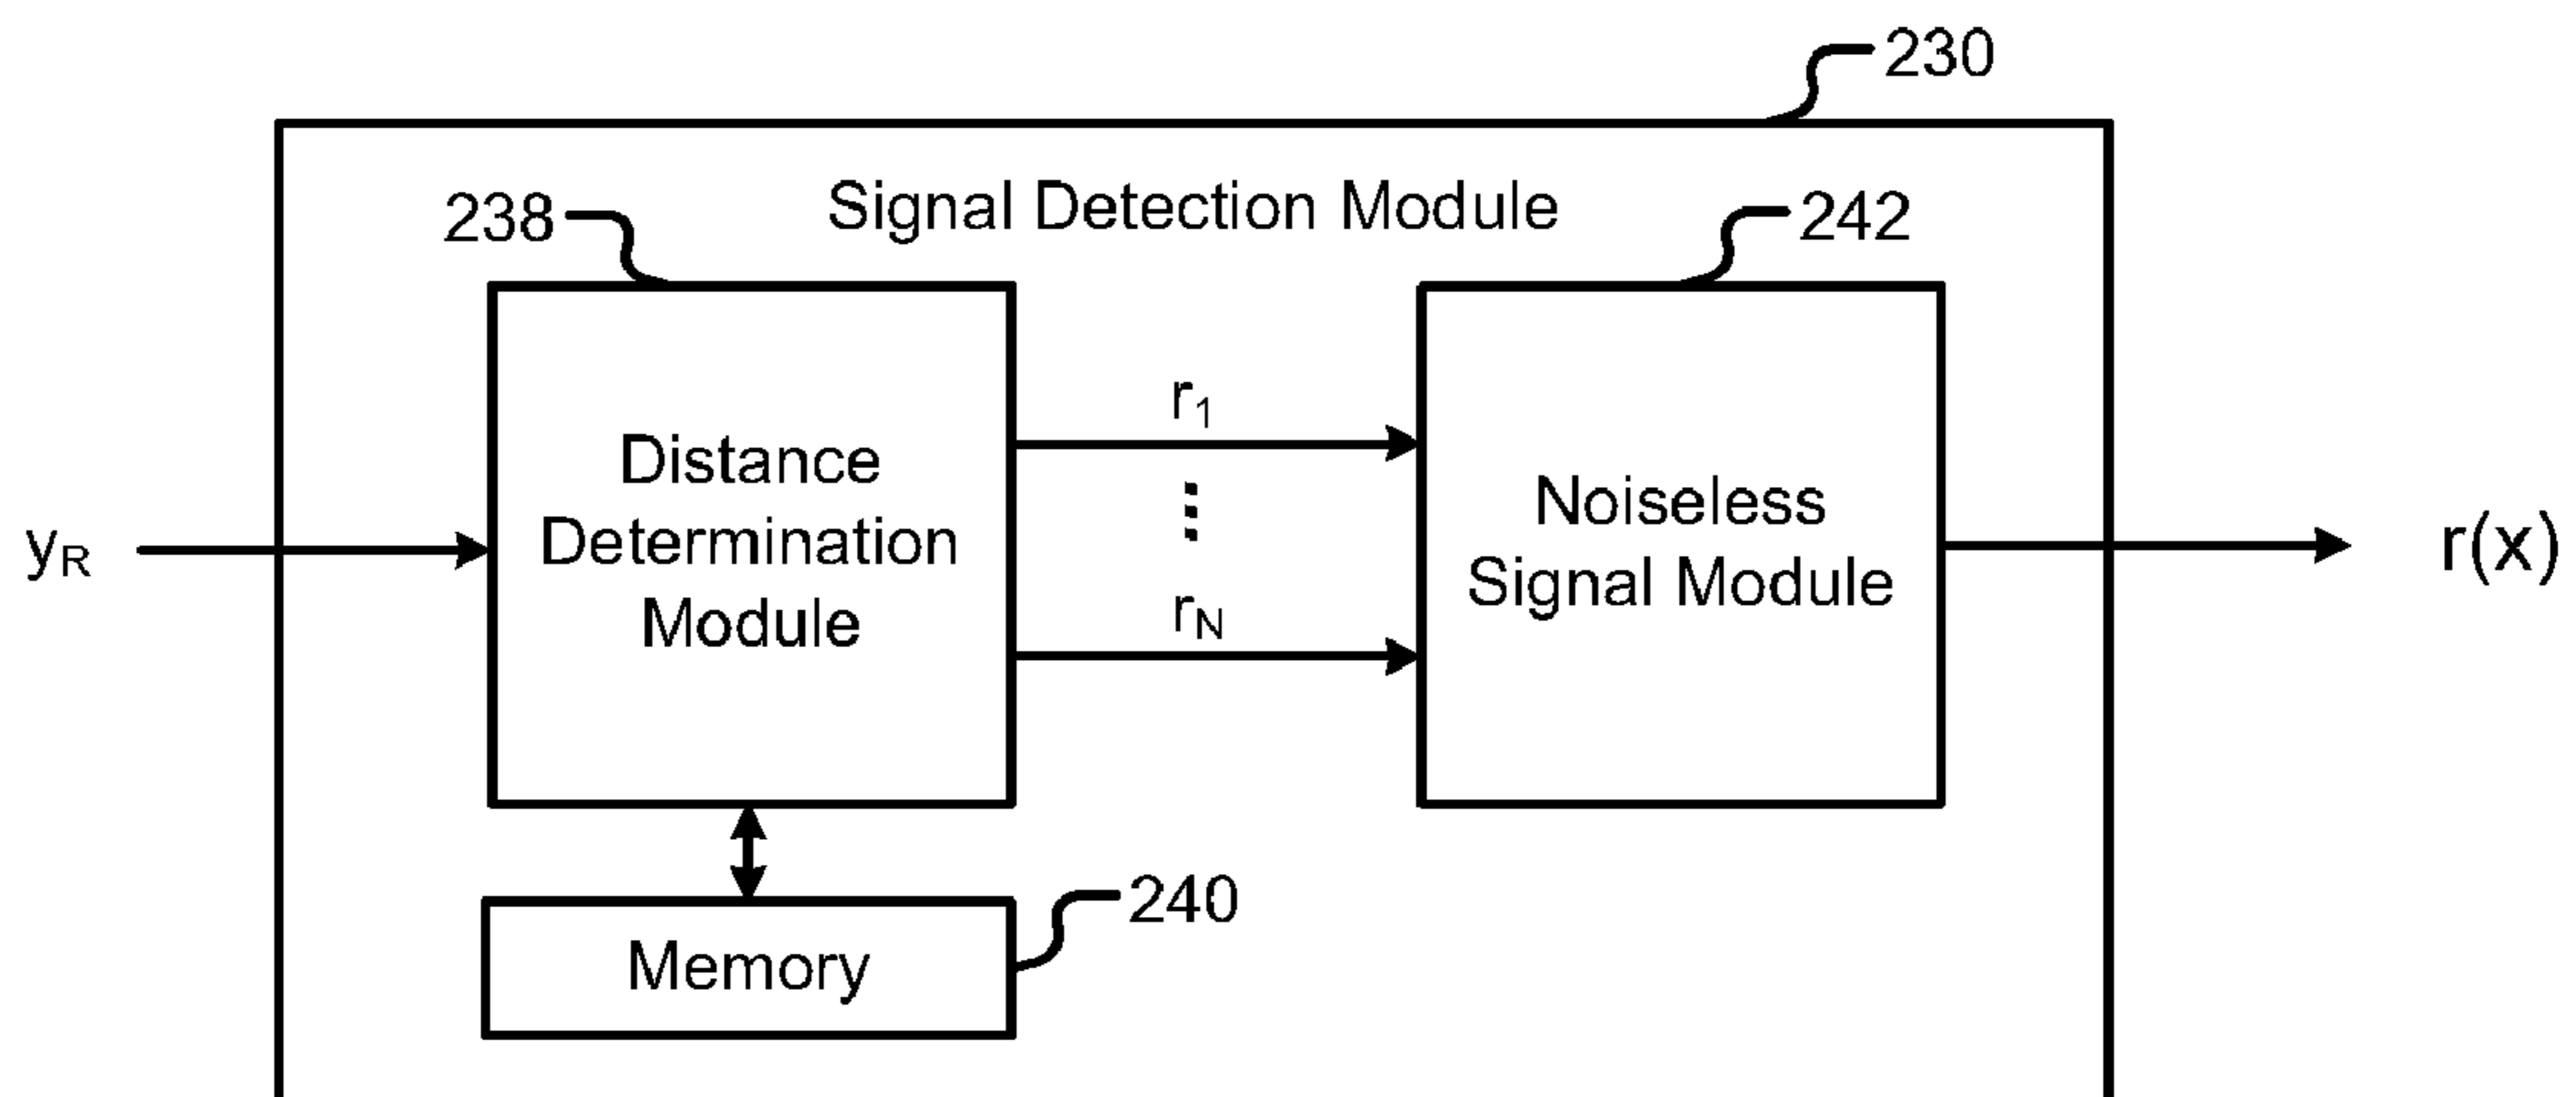 230
Signal Detection Module
238
242
r1
⋮
rN
Distance
Determination
Module
Noiseless
Signal Module
yR
r(x)
240
Memory